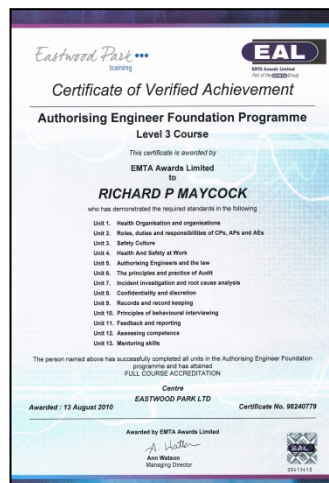 Eastwood Park
training
EAL
EMTA Awards Limited
Part of the SEMTA Group
Certificate of Verified Achievement
Authorising Engineer Foundation Programme
Level 3 Course
This certificate is awarded by
EMTA Awards Limited
to
RICHARD P MAYCOCK
who has demonstrated the required standards in the following
Unit 1. Health Organisation and organisations
Unit 2. Roles, duties and responsibilities of CPs, APs and AEs
Unit 3. Safety Culture
Unit 4. Health And Safety at Work
Unit 5. Authorising Engineers and the law
Unit 6. The principles and practice of Audit
Unit 7. Incident investigation and root cause analysis
Unit 8. Confidentiality and discretion
Unit 9. Records and record keeping
Unit 10. Principles of behavioural interviewing
Unit 11. Feedback and reporting
Unit 12. Assessing competence
Unit 13. Mentoring skills
The person named above has successfully completed all units in the Authorising Engineer Foundation
programme and has attained
FULL COURSE ACCREDITATION
Centre
EASTWOOD PARK LTD
Awarded : 13 August 2010 Certificate No. 98240779
Awarded by EMTA Awards Limited
Ann Watson
Managing Director
EAL
00413413